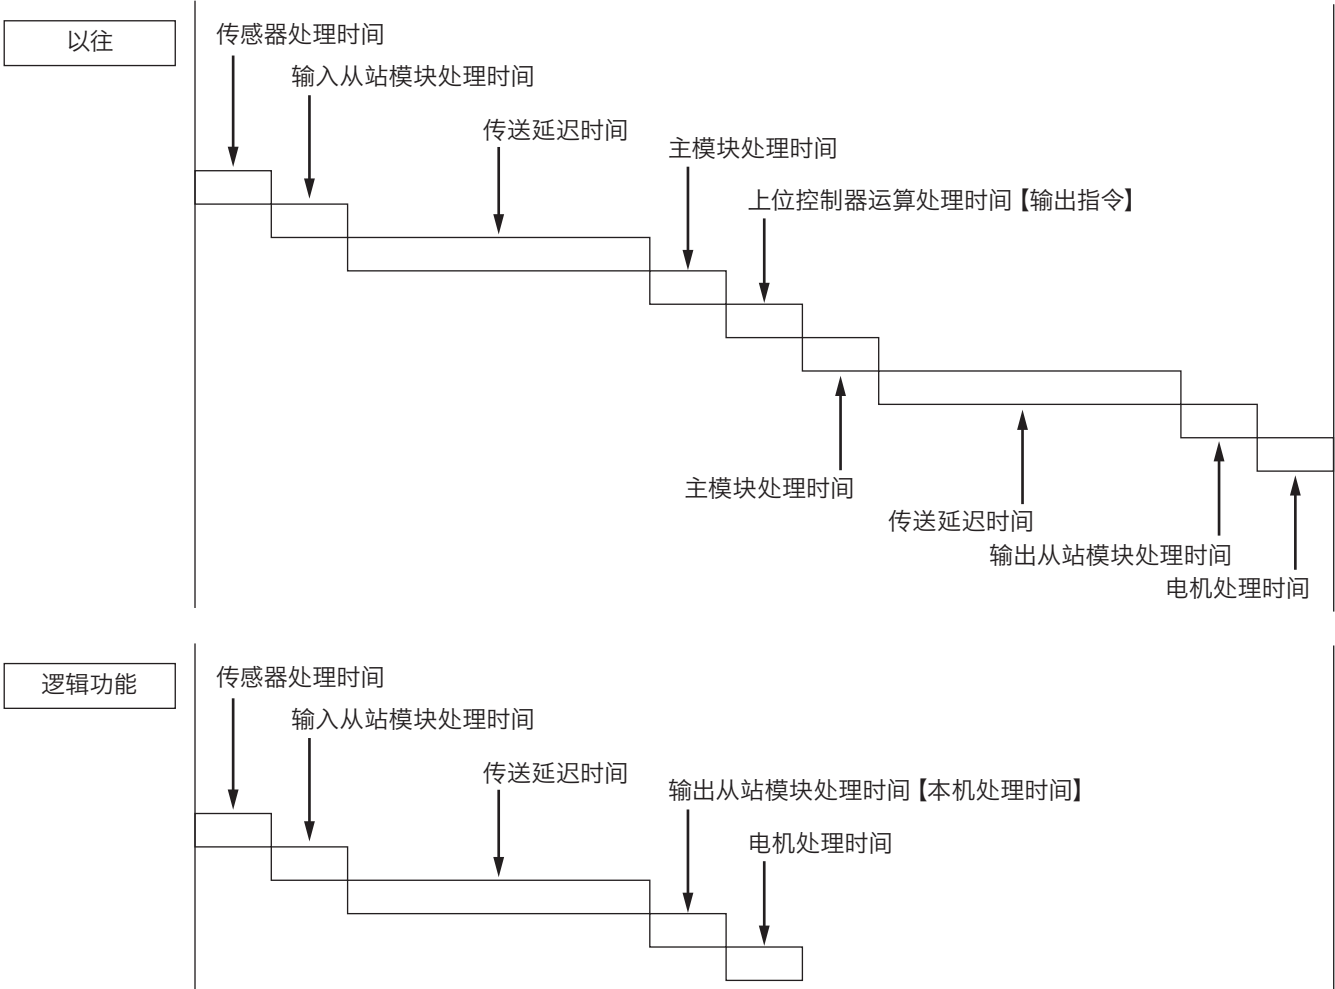 以往
传感器处理时间
输入从站模块处理时间
传送延迟时间
主模块处理时间
上位控制器运算处理时间【输出指令】
主模块处理时间
传送延迟时间
输出从站模块处理时间
电机处理时间
逻辑功能
传感器处理时间
输入从站模块处理时间
传送延迟时间
输出从站模块处理时间【本机处理时间】
电机处理时间